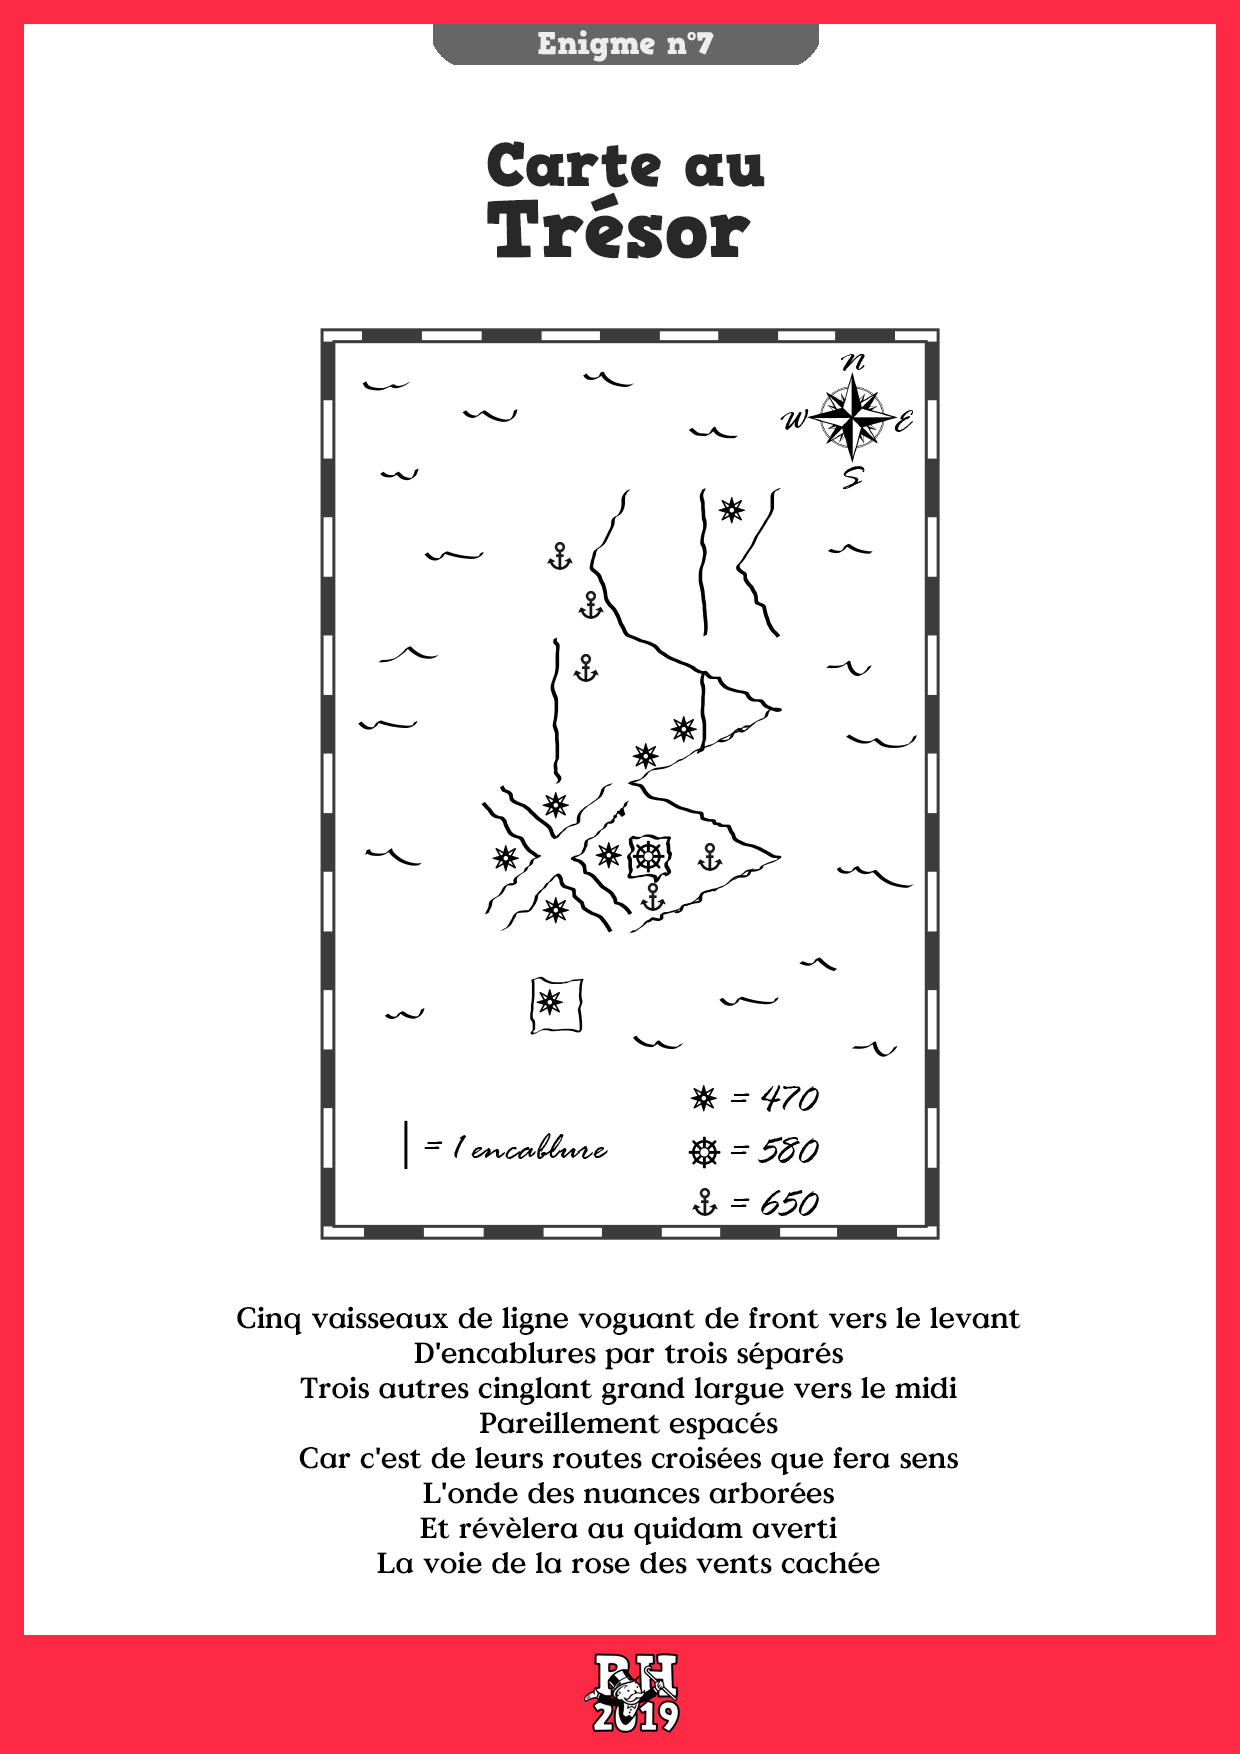 Enigme n°7
Carte au
Trésor
N
W E
S
= 470
= 1 encablure
= 580
= 650
Cinq vaisseaux de ligne voguant de front vers le levant
D'encablures par trois séparés
Trois autres cinglant grand largue vers le midi
Pareillement espacés
Car c'est de leurs routes croisées que fera sens
L'onde des nuances arborées
Et révèlera au quidam averti
La voie de la rose des vents cachée
RH
2019